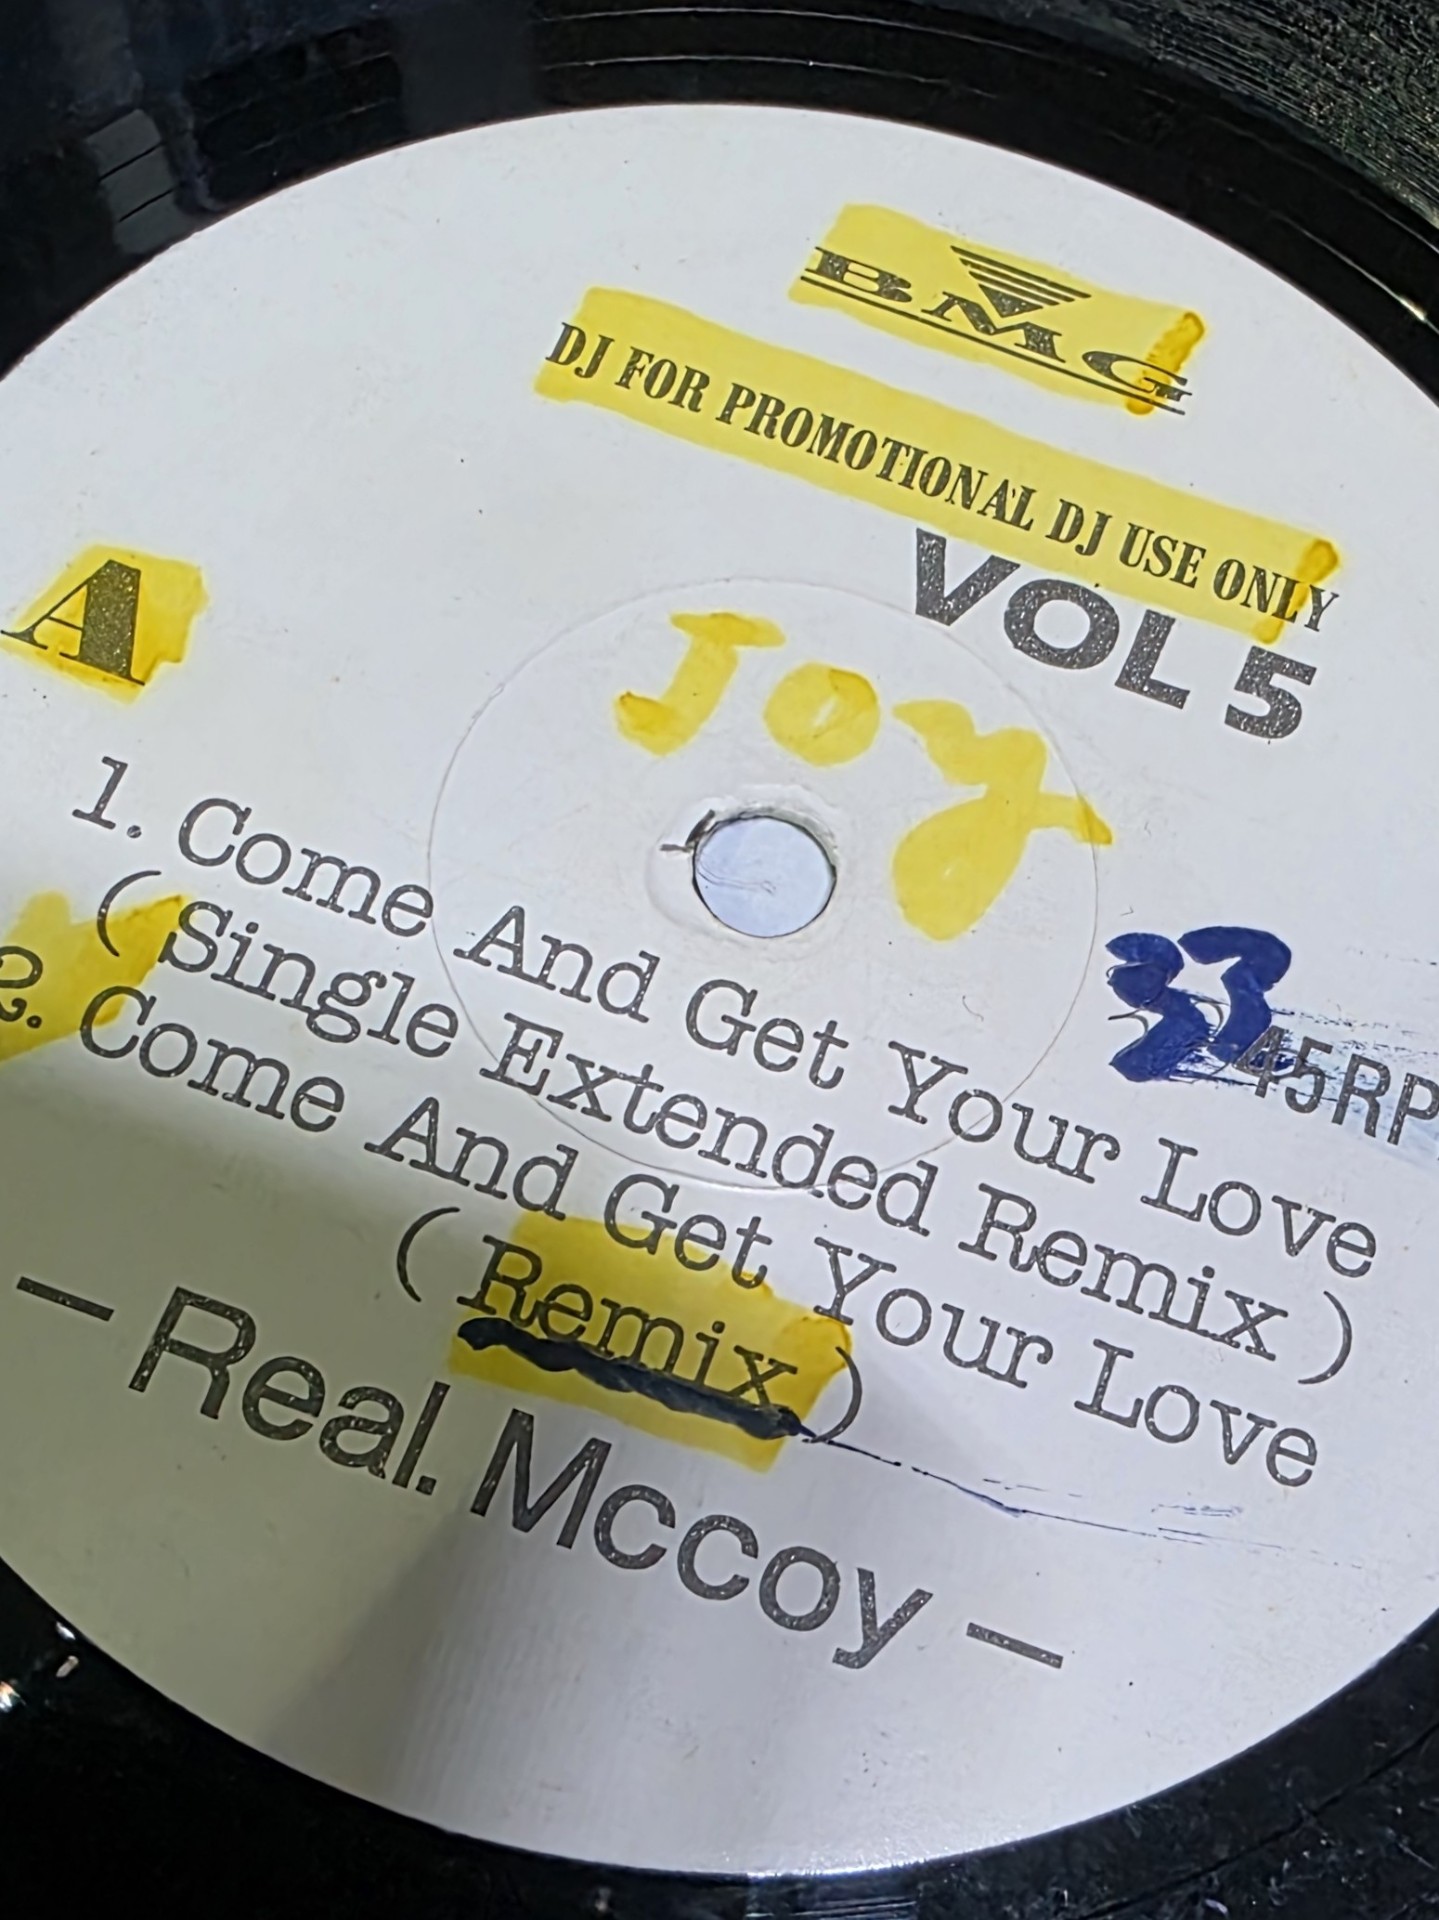 BMG
DJ FOR PROMOTIONAL DJ USE ONLY
VOL 5
A
Joy
33
45RP
1. Come And Get Your Love
( Single Extended Remix )
2. Come And Get Your Love
( Remix )
– Real. Mccoy –